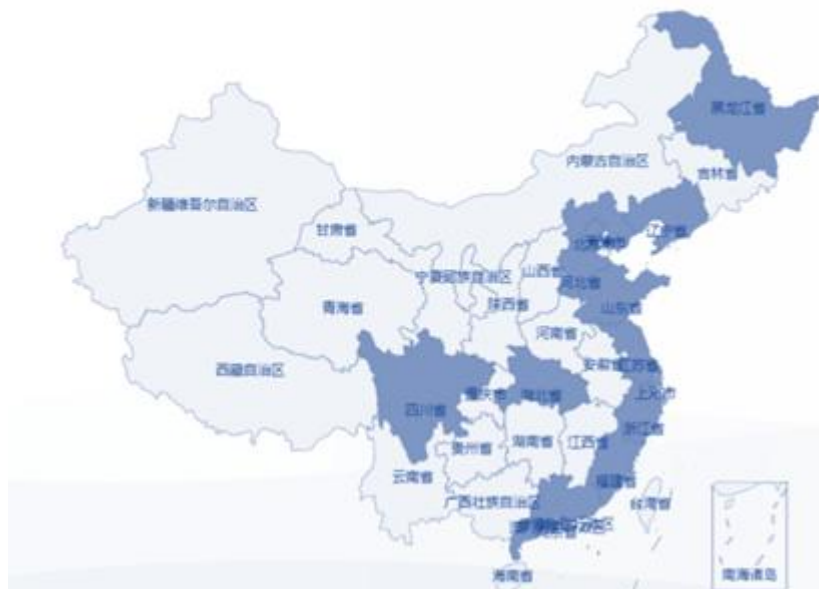 黑龙江省
内蒙古自治区
吉林省
新疆维吾尔自治区
甘肃省
辽宁省
宁夏回族自治区
山西省
河北省
青海省
陕西省
山东省
河南省
西藏自治区
安徽省
江苏省
上海市
重庆市
湖北省
四川省
浙江省
贵州省
湖南省
江西省
云南省
福建省
广西壮族自治区
台湾省
海南省
南海诸岛